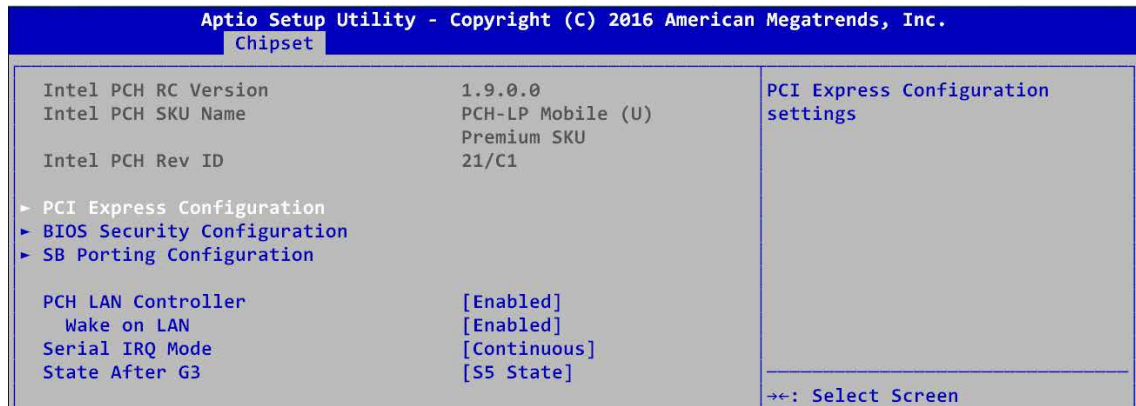 Aptio Setup Utility - Copyright (C) 2016 American Megatrends, Inc.
Chipset
Intel PCH RC Version 1.9.0.0
Intel PCH SKU Name PCH-LP Mobile (U)
Premium SKU
Intel PCH Rev ID 21/C1
► PCI Express Configuration
► BIOS Security Configuration
► SB Porting Configuration
PCH LAN Controller [Enabled]
Wake on LAN [Enabled]
Serial IRQ Mode [Continuous]
State After G3 [S5 State]
PCI Express Configuration
settings
→←: Select Screen